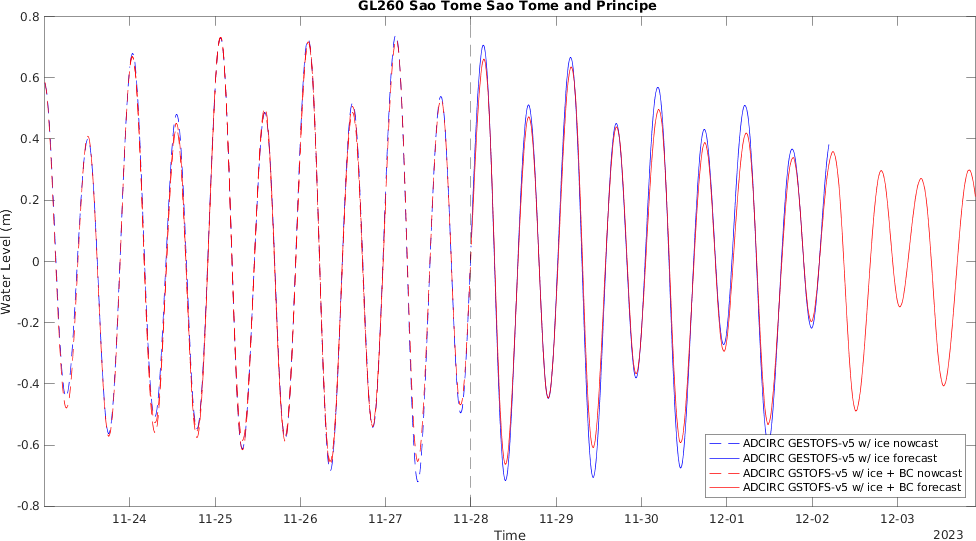 GL260 Sao Tome Sao Tome and Principe
0.8
0.6
0.4
0.2
0
-0.2
-0.4
-0.6
-0.8
Water Level (m)
ADCIRC GESTOFS-v5 w/ ice nowcast
ADCIRC GESTOFS-v5 w/ ice forecast
ADCIRC GSTOFS-v5 w/ ice + BC nowcast
ADCIRC GSTOFS-v5 w/ ice + BC forecast
11-24 11-25 11-26 11-27 11-28 11-29 11-30 12-01 12-02 12-03
Time
2023